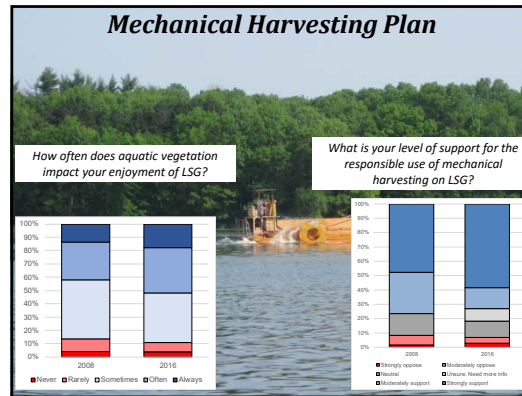 Mechanical Harvesting Plan
How often does aquatic vegetation
impact your enjoyment of LSG?
100%
90%
80%
70%
60%
50%
40%
30%
20%
10%
0%
2008 2016
Never Rarely Sometimes Often Always
What is your level of support for the
responsible use of mechanical
harvesting on LSG?
100%
90%
80%
70%
60%
50%
40%
30%
20%
10%
0%
2008 2016
Strongly oppose Moderately oppose
Neutral Unsure: Need more info
Moderately support Strongly support